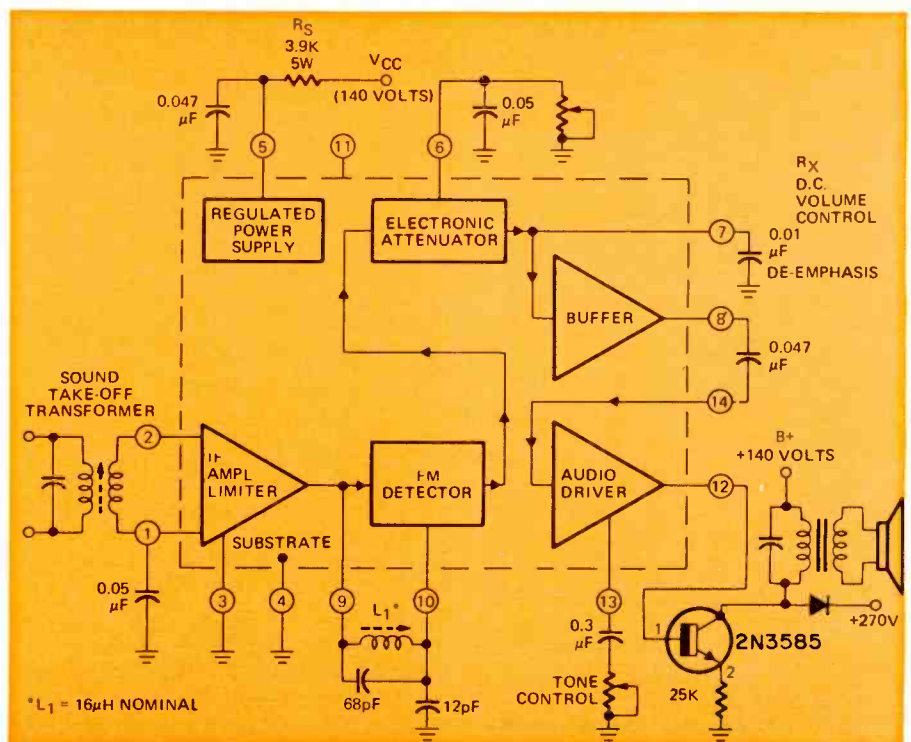 RS
3.9K
5W
VCC
(140 VOLTS)
0.047
µF
0.05
µF
5
11
6
RX
D.C.
VOLUME
CONTROL
REGULATED
POWER
SUPPLY
ELECTRONIC
ATTENUATOR
7
0.01
µF
DE-EMPHASIS
BUFFER
8
0.047
µF
SOUND
TAKE-OFF
TRANSFORMER
2
14
IF
AMPL
LIMITER
FM
DETECTOR
AUDIO
DRIVER
12
B+
+140 VOLTS
1
SUBSTRATE
0.05
µF
3
4
9
10
13
L1*
0.3
µF
+270V
1
2N3585
2
68pF
12pF
TONE
CONTROL
25K
*L1 = 16µH NOMINAL